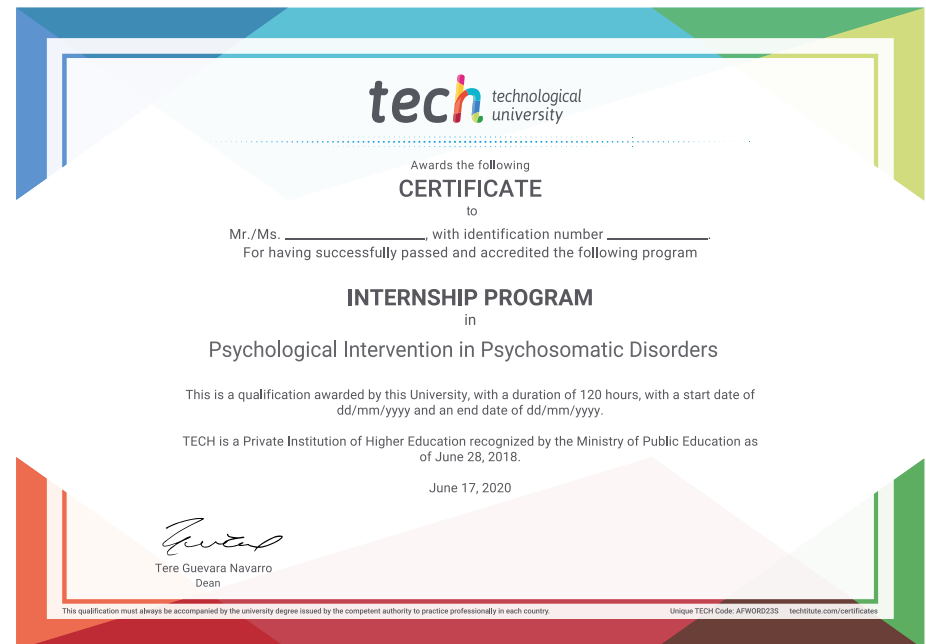 tech technological
university
Awards the following
CERTIFICATE
to
Mr./Ms. ____________________, with identification number ______________.
For having successfully passed and accredited the following program
INTERNSHIP PROGRAM
in
Psychological Intervention in Psychosomatic Disorders
This is a qualification awarded by this University, with a duration of 120 hours, with a start date of
dd/mm/yyyy and an end date of dd/mm/yyyy.
TECH is a Private Institution of Higher Education recognized by the Ministry of Public Education as
of June 28, 2018.
June 17, 2020
Tere Guevara Navarro
Dean
This qualification must always be accompanied by the university degree issued by the competent authority to practice professionally in each country.
Unique TECH Code: AFWORD23S techtitute.com/certificates